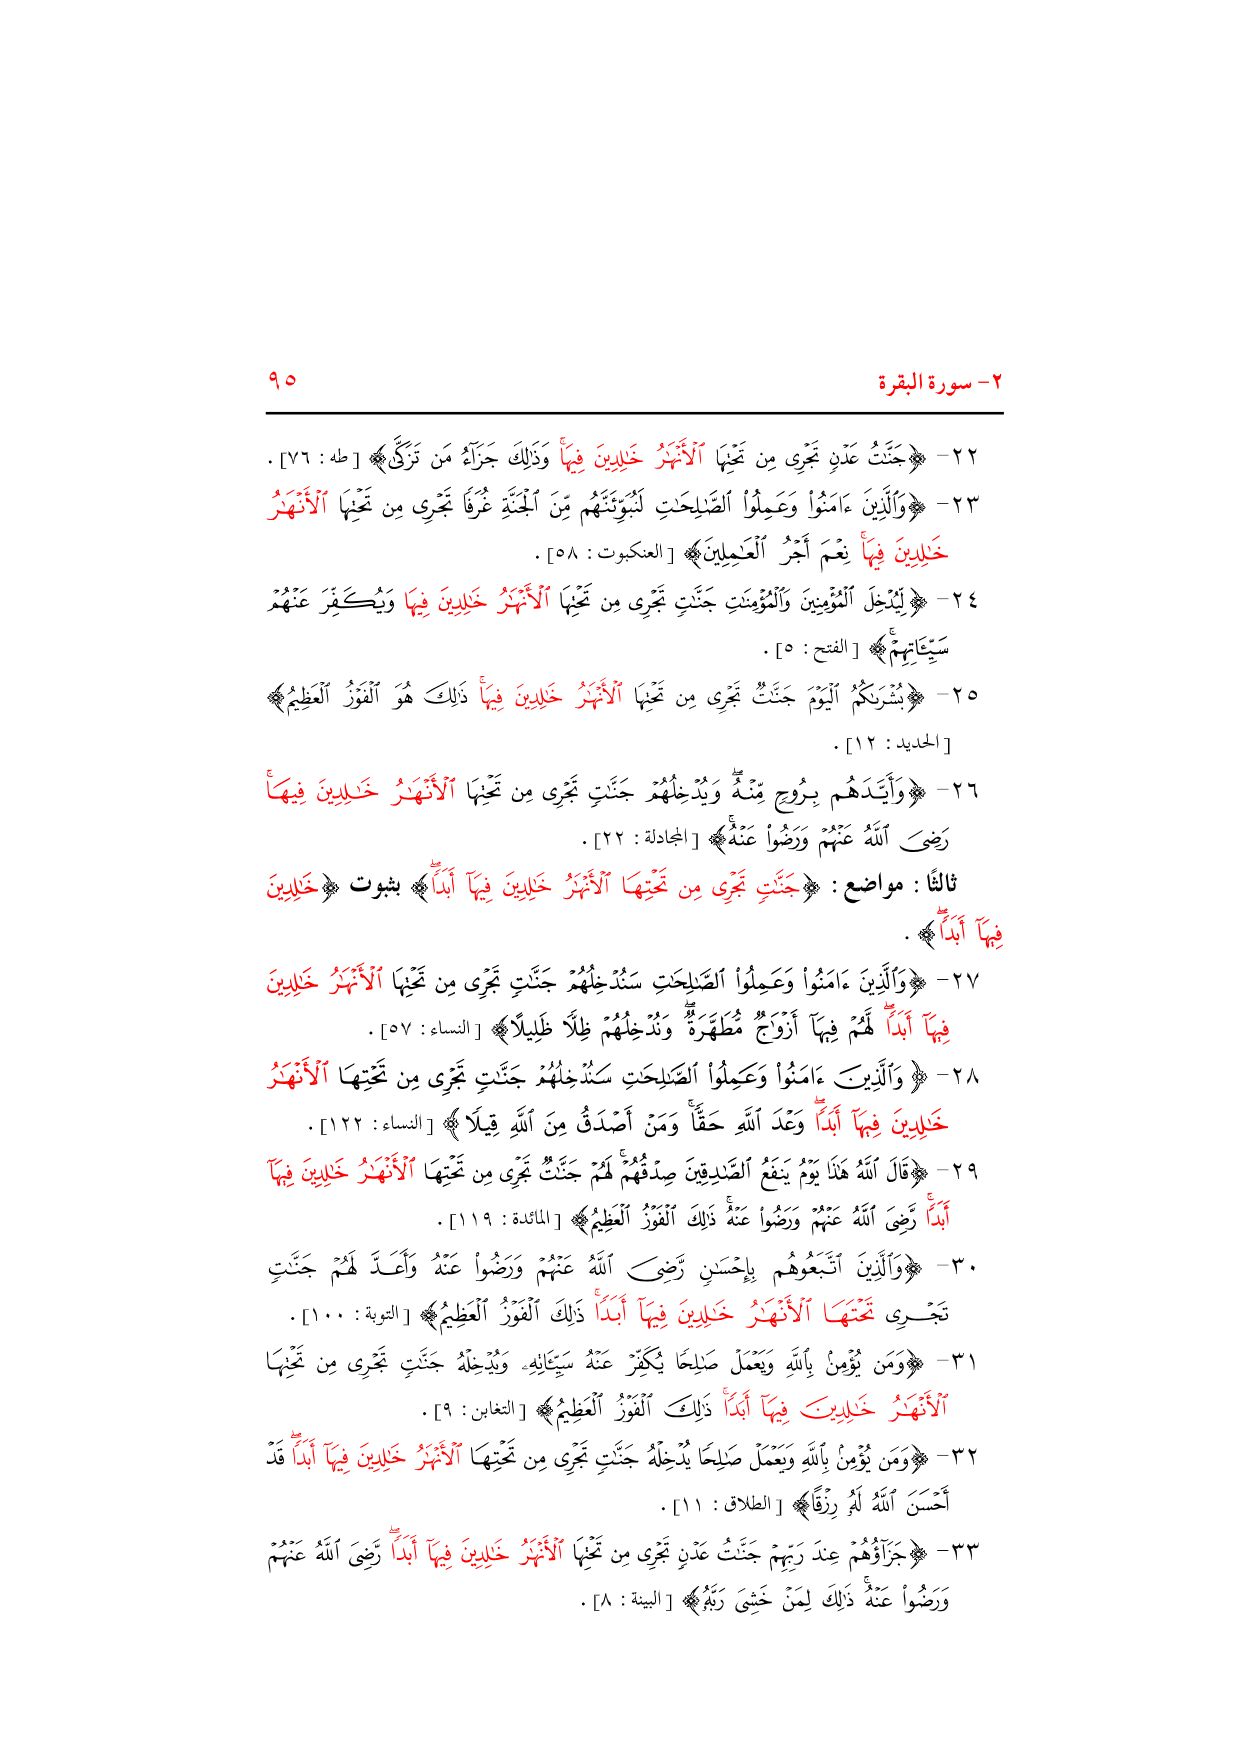 ٢- سورة البقرة ٩٥
٢٢- ﴿جَنَّٰتُ عَدۡنٖ تَجۡرِي مِن تَحۡتِهَا ٱلۡأَنۡهَٰرُ خَٰلِدِينَ فِيهَاۚ وَذَٰلِكَ جَزَآءُ مَن تَزَكَّىٰ﴾ [طه: ٧٦].
٢٣- ﴿وَٱلَّذِينَ ءَامَنُواْ وَعَمِلُواْ ٱلصَّٰلِحَٰتِ لَنُبَوِّئَنَّهُم مِّنَ ٱلۡجَنَّةِ غُرَفٗا تَجۡرِي مِن تَحۡتِهَا ٱلۡأَنۡهَٰرُ
خَٰلِدِينَ فِيهَاۚ نِعۡمَ أَجۡرُ ٱلۡعَٰمِلِينَ﴾ [العنكبوت: ٥٨].
٢٤- ﴿لِّيُدۡخِلَ ٱلۡمُؤۡمِنِينَ وَٱلۡمُؤۡمِنَٰتِ جَنَّٰتٖ تَجۡرِي مِن تَحۡتِهَا ٱلۡأَنۡهَٰرُ خَٰلِدِينَ فِيهَا وَيُكَفِّرَ عَنۡهُمۡ
سَيِّـَٔاتِهِمۡۚ﴾ [الفتح: ٥].
٢٥- ﴿بُشۡرَىٰكُمُ ٱلۡيَوۡمَ جَنَّٰتٞ تَجۡرِي مِن تَحۡتِهَا ٱلۡأَنۡهَٰرُ خَٰلِدِينَ فِيهَاۚ ذَٰلِكَ هُوَ ٱلۡفَوۡزُ ٱلۡعَظِيمُ﴾
[الحديد: ١٢].
٢٦- ﴿وَأَيَّدَهُم بِرُوحٖ مِّنۡهُۖ وَيُدۡخِلُهُمۡ جَنَّٰتٖ تَجۡرِي مِن تَحۡتِهَا ٱلۡأَنۡهَٰرُ خَٰلِدِينَ فِيهَاۚ
رَضِيَ ٱللَّهُ عَنۡهُمۡ وَرَضُواْ عَنۡهُۚ﴾ [المجادلة: ٢٢].
ثالثًا: مواضع: ﴿جَنَّٰتٖ تَجۡرِي مِن تَحۡتِهَا ٱلۡأَنۡهَٰرُ خَٰلِدِينَ فِيهَآ أَبَدٗاۖ﴾ بثبوت ﴿خَٰلِدِينَ
فِيهَآ أَبَدٗاۖ﴾.
٢٧- ﴿وَٱلَّذِينَ ءَامَنُواْ وَعَمِلُواْ ٱلصَّٰلِحَٰتِ سَنُدۡخِلُهُمۡ جَنَّٰتٖ تَجۡرِي مِن تَحۡتِهَا ٱلۡأَنۡهَٰرُ خَٰلِدِينَ
فِيهَآ أَبَدٗاۖ لَّهُمۡ فِيهَآ أَزۡوَٰجٞ مُّطَهَّرَةٞۖ وَنُدۡخِلُهُمۡ ظِلّٗا ظَلِيلًا﴾ [النساء: ٥٧].
٢٨- ﴿وَٱلَّذِينَ ءَامَنُواْ وَعَمِلُواْ ٱلصَّٰلِحَٰتِ سَنُدۡخِلُهُمۡ جَنَّٰتٖ تَجۡرِي مِن تَحۡتِهَا ٱلۡأَنۡهَٰرُ
خَٰلِدِينَ فِيهَآ أَبَدٗاۖ وَعۡدَ ٱللَّهِ حَقّٗاۚ وَمَنۡ أَصۡدَقُ مِنَ ٱللَّهِ قِيلٗا﴾ [النساء: ١٢٢].
٢٩- ﴿قَالَ ٱللَّهُ هَٰذَا يَوۡمُ يَنفَعُ ٱلصَّٰدِقِينَ صِدۡقُهُمۡۚ لَهُمۡ جَنَّٰتٞ تَجۡرِي مِن تَحۡتِهَا ٱلۡأَنۡهَٰرُ خَٰلِدِينَ فِيهَآ
أَبَدٗاۚ رَّضِيَ ٱللَّهُ عَنۡهُمۡ وَرَضُواْ عَنۡهُۚ ذَٰلِكَ ٱلۡفَوۡزُ ٱلۡعَظِيمُ﴾ [المائدة: ١١٩].
٣٠- ﴿وَٱلَّذِينَ ٱتَّبَعُوهُم بِإِحۡسَٰنٖ رَّضِيَ ٱللَّهُ عَنۡهُمۡ وَرَضُواْ عَنۡهُ وَأَعَدَّ لَهُمۡ جَنَّٰتٖ
تَجۡرِي تَحۡتَهَا ٱلۡأَنۡهَٰرُ خَٰلِدِينَ فِيهَآ أَبَدٗاۚ ذَٰلِكَ ٱلۡفَوۡزُ ٱلۡعَظِيمُ﴾ [التوبة: ١٠٠].
٣١- ﴿وَمَن يُؤۡمِنۢ بِٱللَّهِ وَيَعۡمَلۡ صَٰلِحٗا يُكَفِّرۡ عَنۡهُ سَيِّـَٔاتِهِۦ وَيُدۡخِلۡهُ جَنَّٰتٖ تَجۡرِي مِن تَحۡتِهَا
ٱلۡأَنۡهَٰرُ خَٰلِدِينَ فِيهَآ أَبَدٗاۚ ذَٰلِكَ ٱلۡفَوۡزُ ٱلۡعَظِيمُ﴾ [التغابن: ٩].
٣٢- ﴿وَمَن يُؤۡمِنۢ بِٱللَّهِ وَيَعۡمَلۡ صَٰلِحٗا يُدۡخِلۡهُ جَنَّٰتٖ تَجۡرِي مِن تَحۡتِهَا ٱلۡأَنۡهَٰرُ خَٰلِدِينَ فِيهَآ أَبَدٗاۖ قَدۡ
أَحۡسَنَ ٱللَّهُ لَهُۥ رِزۡقًا﴾ [الطلاق: ١١].
٣٣- ﴿جَزَآؤُهُمۡ عِندَ رَبِّهِمۡ جَنَّٰتُ عَدۡنٖ تَجۡرِي مِن تَحۡتِهَا ٱلۡأَنۡهَٰرُ خَٰلِدِينَ فِيهَآ أَبَدٗاۖ رَّضِيَ ٱللَّهُ عَنۡهُمۡ
وَرَضُواْ عَنۡهُۚ ذَٰلِكَ لِمَنۡ خَشِيَ رَبَّهُۥ﴾ [البينة: ٨].